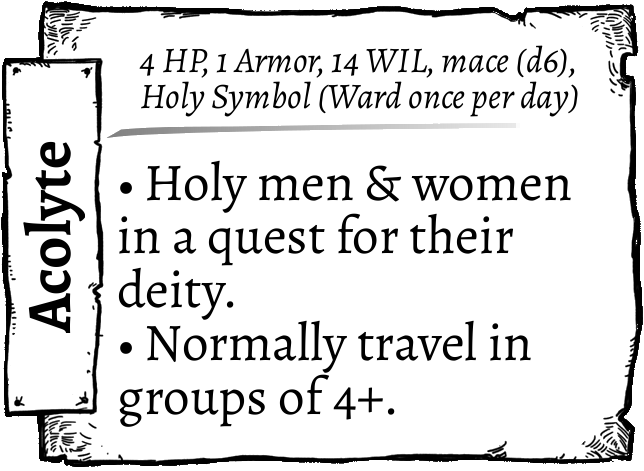 Acolyte
4 HP, 1 Armor, 14 WIL, mace (d6),
Holy Symbol (Ward once per day)
• Holy men & women
in a quest for their
deity.
• Normally travel in
groups of 4+.